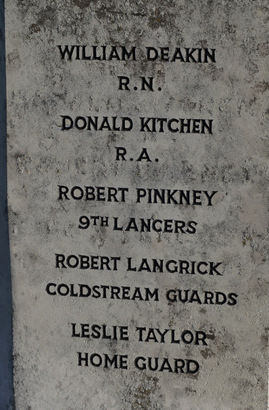 WILLIAM DEAKIN
R.N.
DONALD KITCHEN
R.A.
ROBERT PINKNEY
9TH LANCERS
ROBERT LANGRICK
COLDSTREAM GUARDS
LESLIE TAYLOR
HOME GUARD